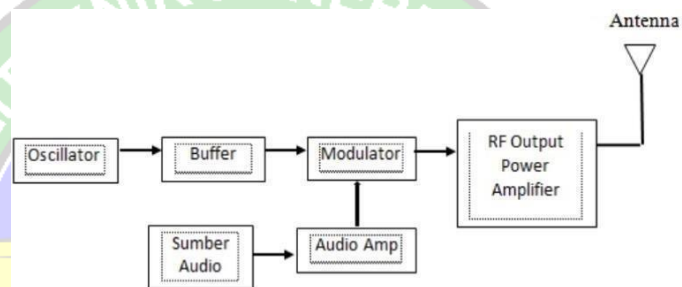 Antenna
Oscillator
Buffer
Modulator
RF Output
Power
Amplifier
Sumber
Audio
Audio Amp